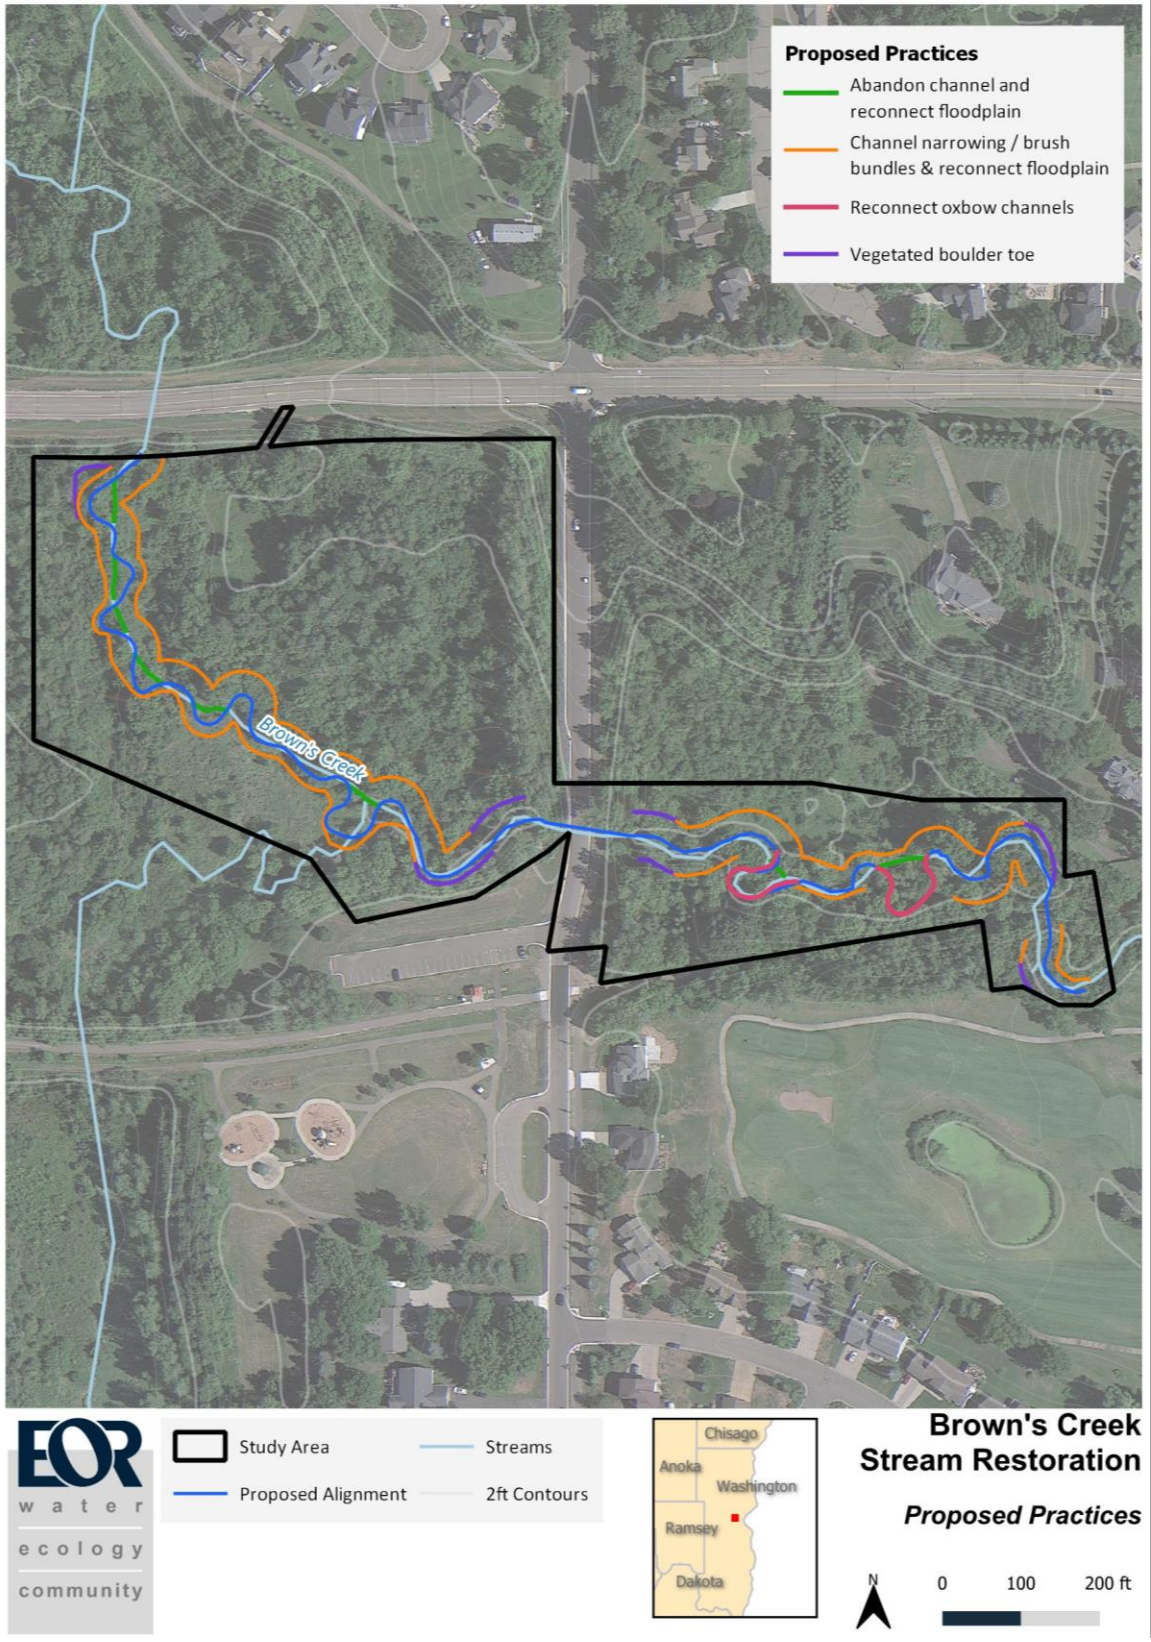 Proposed Practices
Abandon channel and
reconnect floodplain
Channel narrowing / brush
bundles & reconnect floodplain
Reconnect oxbow channels
Vegetated boulder toe
Brown's Creek
EOR
water
ecology
community
Study Area
Streams
Proposed Alignment
2ft Contours
Chisago
Anoka
Washington
Ramsey
Dakota
Brown's Creek
Stream Restoration
Proposed Practices
N
0 100 200 ft